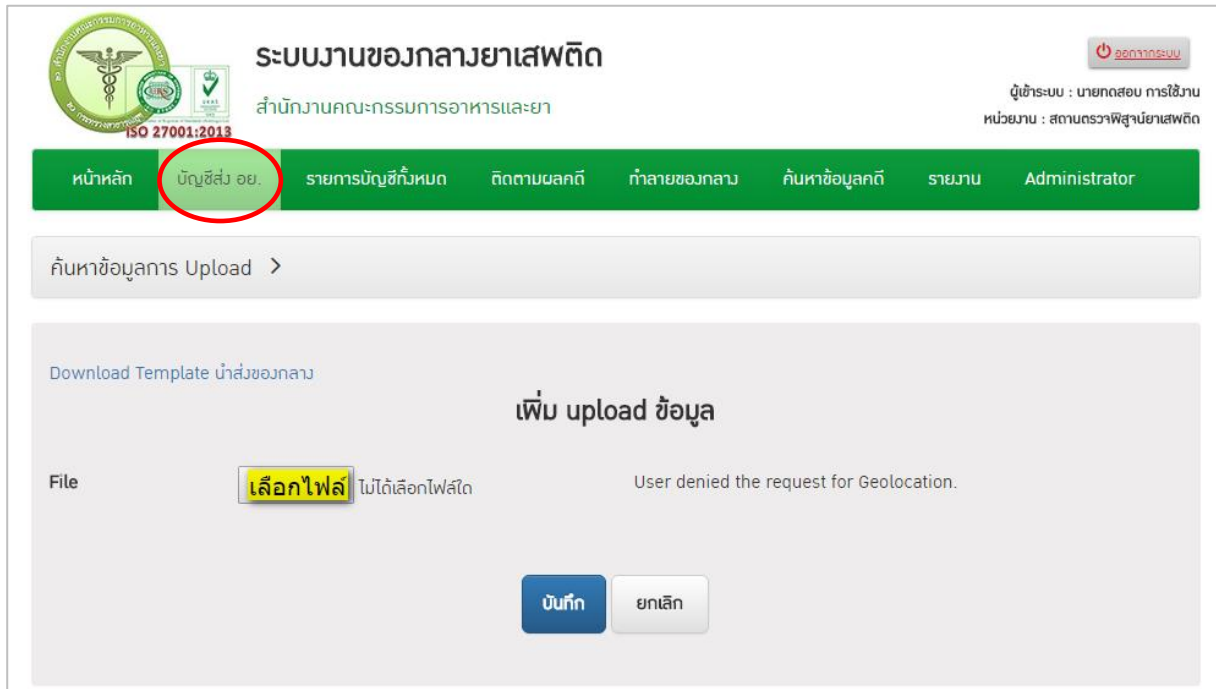 ระบบงานของกลางยาเสพติด
สำนักงานคณะกรรมการอาหารและยา
ISO 27001:2013
ออกจากระบบ
ผู้เข้าระบบ : นายทดสอบ การใช้งาน
หน่วยงาน : สถานตรวจพิสูจน์ยาเสพติด
หน้าหลัก บัญชีส่ง อย. รายการบัญชีทั้งหมด ติดตามผลคดี ทำลายของกลาง ค้นหาข้อมูลคดี รายงาน Administrator
ค้นหาข้อมูลการ Upload >
Download Template นำส่งของกลาง
เพิ่ม upload ข้อมูล
File เลือกไฟล์ ไม่ได้เลือกไฟล์ใด User denied the request for Geolocation.
บันทึก ยกเลิก